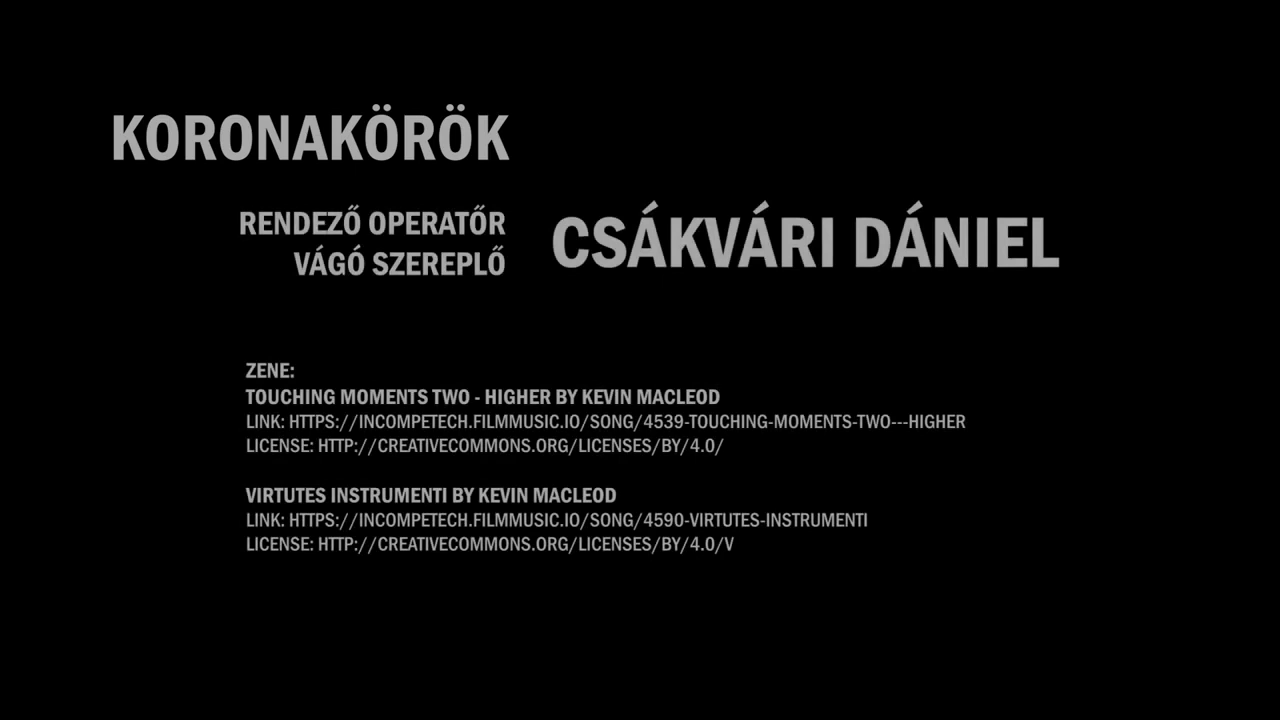 KORONAKÖRÖK
RENDEZŐ OPERATŐR
VÁGÓ SZEREPLŐ
CSÁKVÁRI DÁNIEL
ZENE:
TOUCHING MOMENTS TWO - HIGHER BY KEVIN MACLEOD
LINK: HTTPS://INCOMPETECH.FILMMUSIC.IO/SONG/4539-TOUCHING-MOMENTS-TWO---HIGHER
LICENSE: HTTP://CREATIVECOMMONS.ORG/LICENSES/BY/4.0/
VIRTUTES INSTRUMENTI BY KEVIN MACLEOD
LINK: HTTPS://INCOMPETECH.FILMMUSIC.IO/SONG/4590-VIRTUTES-INSTRUMENTI
LICENSE: HTTP://CREATIVECOMMONS.ORG/LICENSES/BY/4.0/V